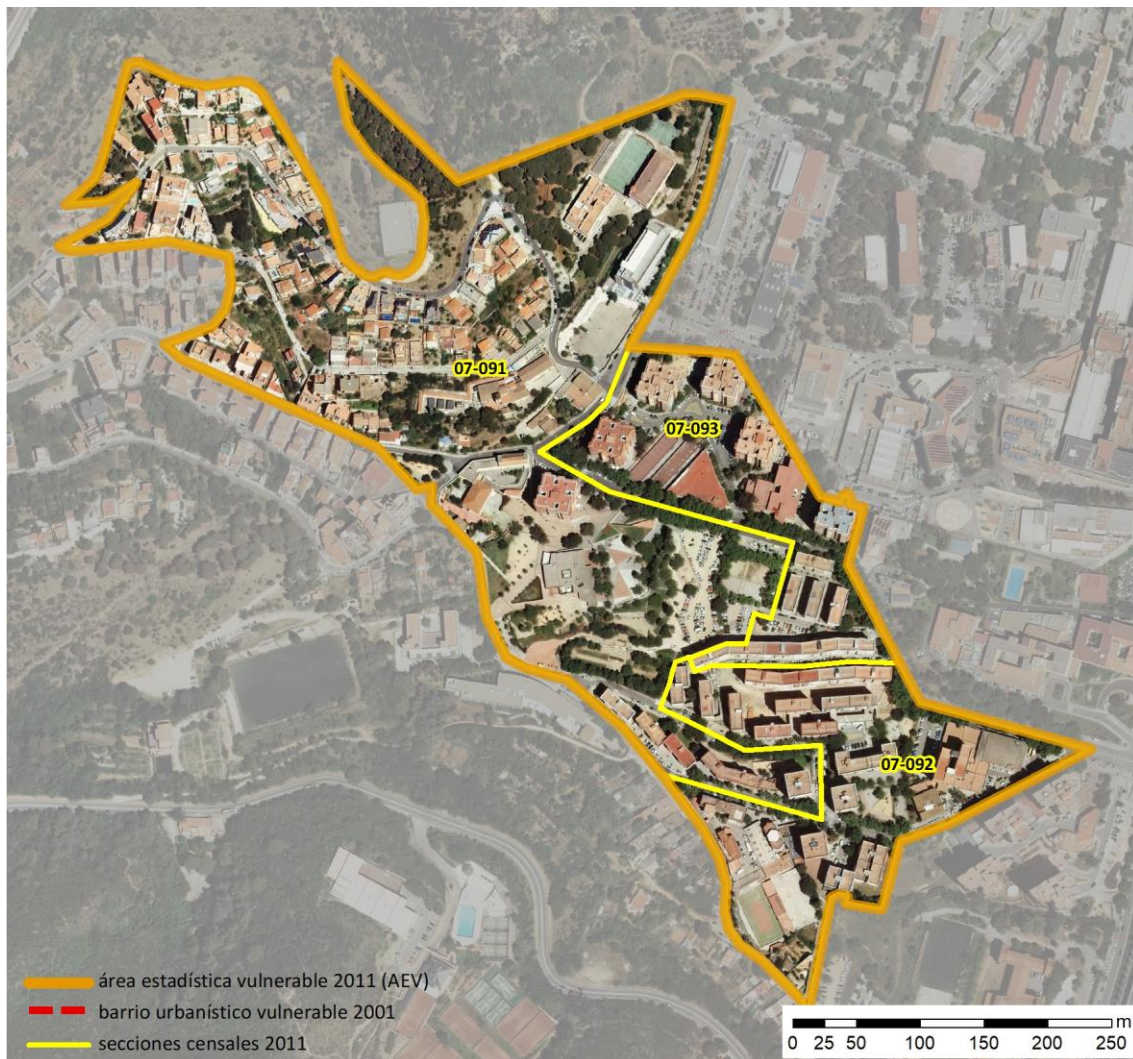 07-091
07-093
07-092
área estadística vulnerable 2011 (AEV)
barrio urbanístico vulnerable 2001
secciones censales 2011
m
0 25 50 100 150 200 250